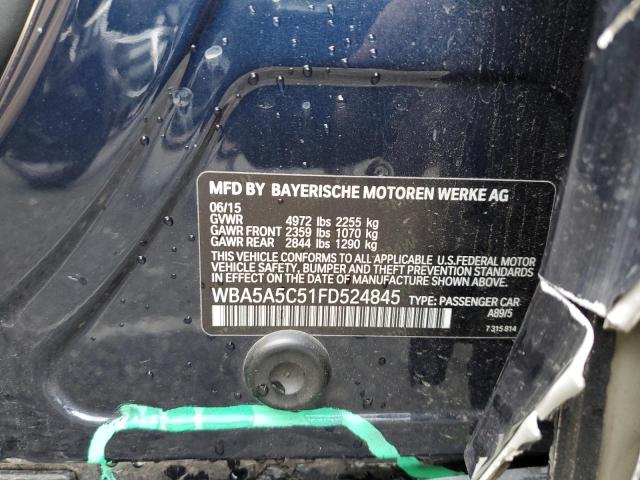 MFD BY BAYERISCHE MOTOREN WERKE AG
06/15
GVWR 4972 lbs 2255 kg
GAWR FRONT 2359 lbs 1070 kg
GAWR REAR 2844 lbs 1290 kg
THIS VEHICLE CONFORMS TO ALL APPLICABLE U.S.FEDERAL MOTOR
VEHICLE SAFETY, BUMPER AND THEFT PREVENTION STANDARDS
IN EFFECT ON THE DATE OF MANUFACTURE SHOWN ABOVE.
WBA5A5C51FD524845 TYPE: PASSENGER CAR
A89/5
7 315 814